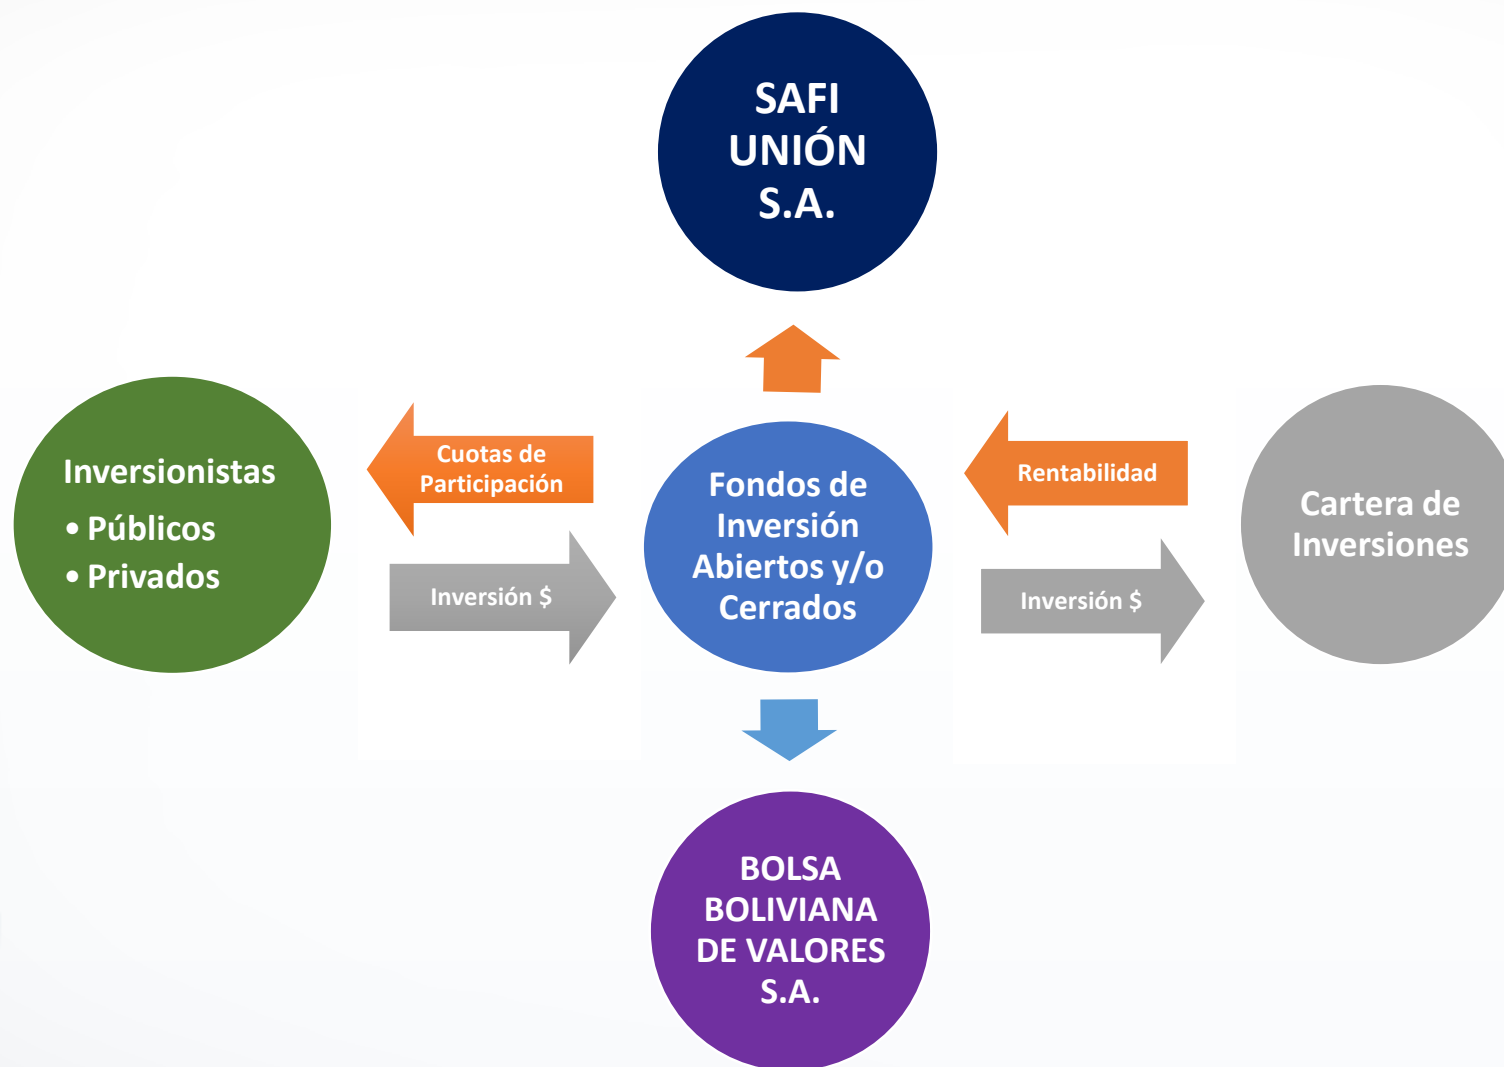 SAFI
UNIÓN
S.A.
Inversionistas
• Públicos
• Privados
Cuotas de
Participación
Inversión $
Fondos de
Inversión
Abiertos y/o
Cerrados
Rentabilidad
Inversión $
Cartera de
Inversiones
BOLSA
BOLIVIANA
DE VALORES
S.A.